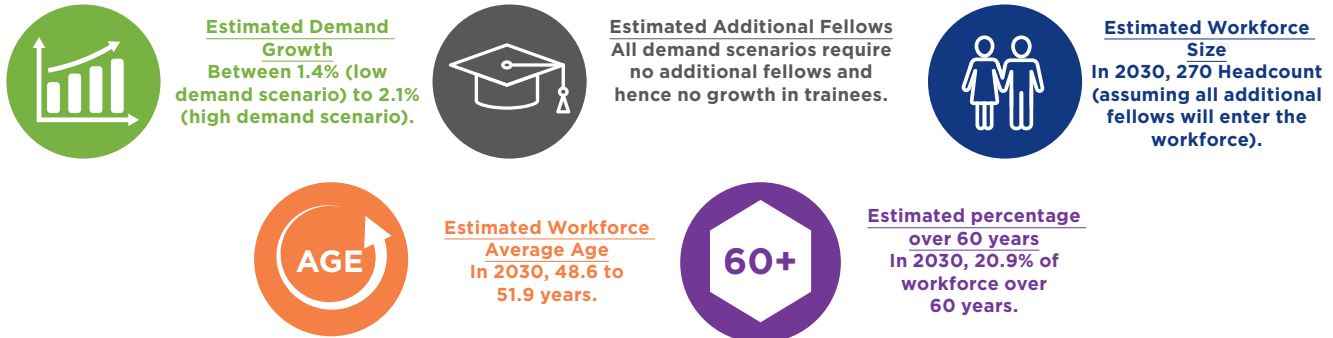 Estimated Demand
Growth
Between 1.4% (low
demand scenario) to 2.1%
(high demand scenario).
Estimated Additional Fellows
All demand scenarios require
no additional fellows and
hence no growth in trainees.
Estimated Workforce
Size
In 2030, 270 Headcount
(assuming all additional
fellows will enter the
workforce).
AGE
Estimated Workforce
Average Age
In 2030, 48.6 to
51.9 years.
60+
Estimated percentage
over 60 years
In 2030, 20.9% of
workforce over
60 years.